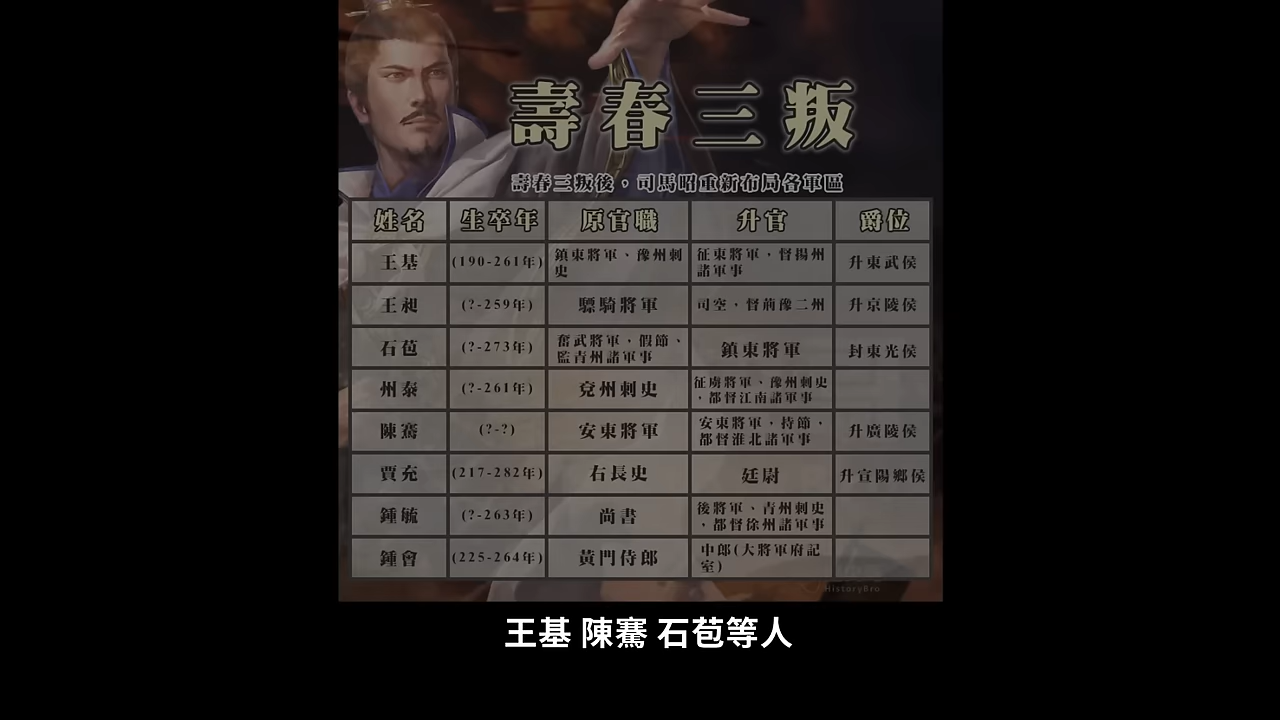 壽春三叛
壽春三叛後，司馬昭重新布局各軍區
姓名 生卒年 原官職 升官 爵位
王基 (190-261年) 鎮東將軍、豫州刺史 征東將軍，督揚州諸軍事 升東武侯
王昶 (?-259年) 驃騎將軍 司空，督荊豫二州 升京陵侯
石苞 (?-273年) 奮武將軍，假節、監青州諸軍事 鎮東將軍 封東光侯
州泰 (?-261年) 兗州刺史 征虜將軍、豫州刺史，都督江南諸軍事
陳騫 (?-?) 安東將軍 安東將軍，持節，都督淮北諸軍事 升廣陵侯
賈充 (217-282年) 右長史 廷尉 升宣陽鄉侯
鍾毓 (?-263年) 尚書 後將軍、青州刺史，都督徐州諸軍事
鍾會 (225-264年) 黃門侍郎 中郎(大將軍府記室)
HistoryBro
王基 陳騫 石苞等人